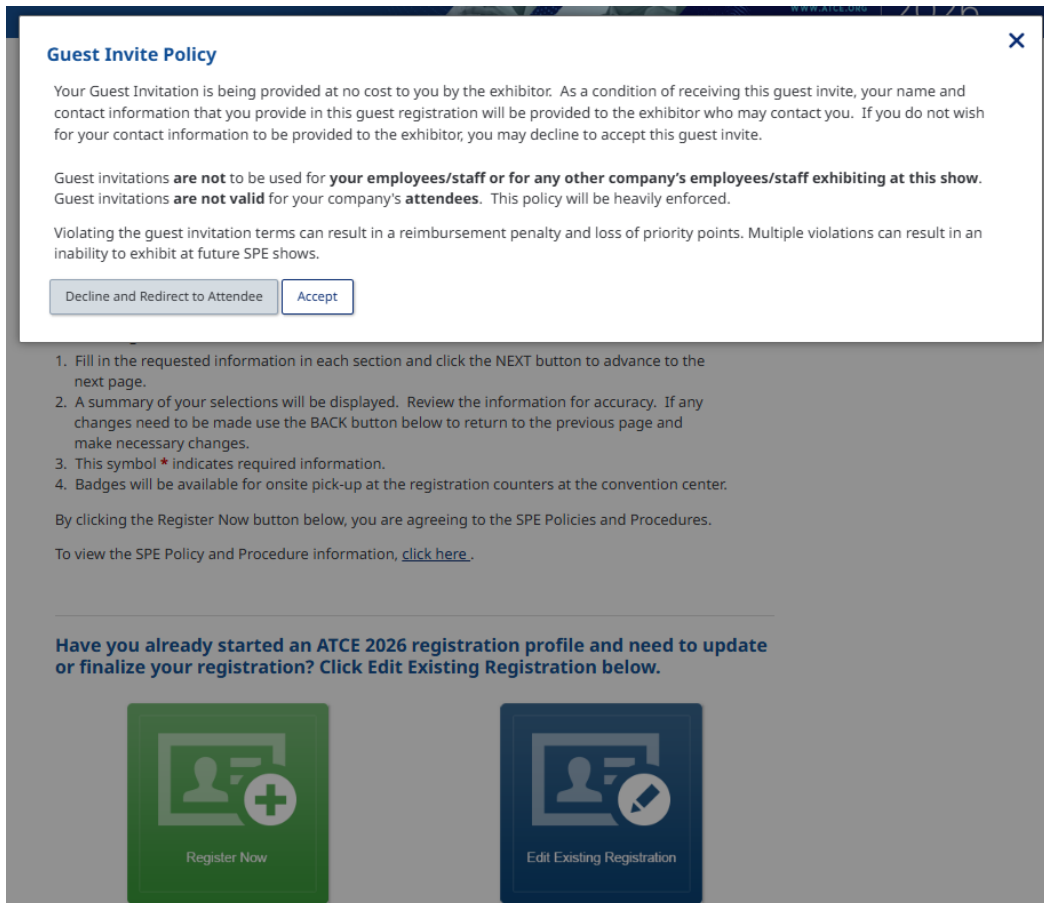 WWW.ATCE.ORG
2026
Guest Invite Policy
Your Guest Invitation is being provided at no cost to you by the exhibitor.  As a condition of receiving this guest invite, your name and
contact information that you provide in this guest registration will be provided to the exhibitor who may contact you.  If you do not wish
for your contact information to be provided to the exhibitor, you may decline to accept this guest invite.
Guest invitations are not to be used for your employees/staff or for any other company's employees/staff exhibiting at this show.
Guest invitations are not valid for your company's attendees.  This policy will be heavily enforced.
Violating the guest invitation terms can result in a reimbursement penalty and loss of priority points. Multiple violations can result in an
inability to exhibit at future SPE shows.
Decline and Redirect to Attendee
Accept
1. Fill in the requested information in each section and click the NEXT button to advance to the
next page.
2. A summary of your selections will be displayed.  Review the information for accuracy.  If any
changes need to be made use the BACK button below to return to the previous page and
make necessary changes.
3. This symbol * indicates required information.
4. Badges will be available for onsite pick-up at the registration counters at the convention center.
By clicking the Register Now button below, you are agreeing to the SPE Policies and Procedures.
To view the SPE Policy and Procedure information, click here .
Have you already started an ATCE 2026 registration profile and need to update
or finalize your registration? Click Edit Existing Registration below.
Register Now
Edit Existing Registration